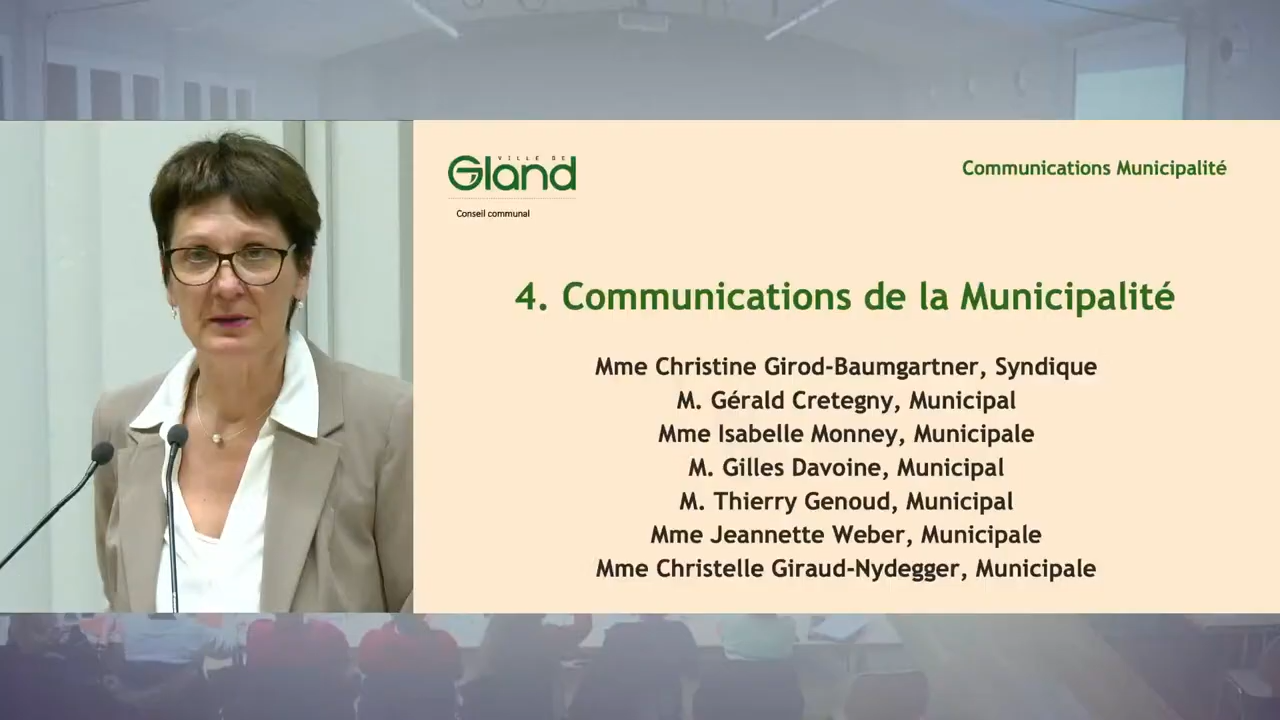 VILLE DE
Gland
Conseil communal
Communications Municipalité
4. Communications de la Municipalité
Mme Christine Girod-Baumgartner, Syndique
M. Gérald Cretegny, Municipal
Mme Isabelle Monney, Municipale
M. Gilles Davoine, Municipal
M. Thierry Genoud, Municipal
Mme Jeannette Weber, Municipale
Mme Christelle Giraud-Nydegger, Municipale